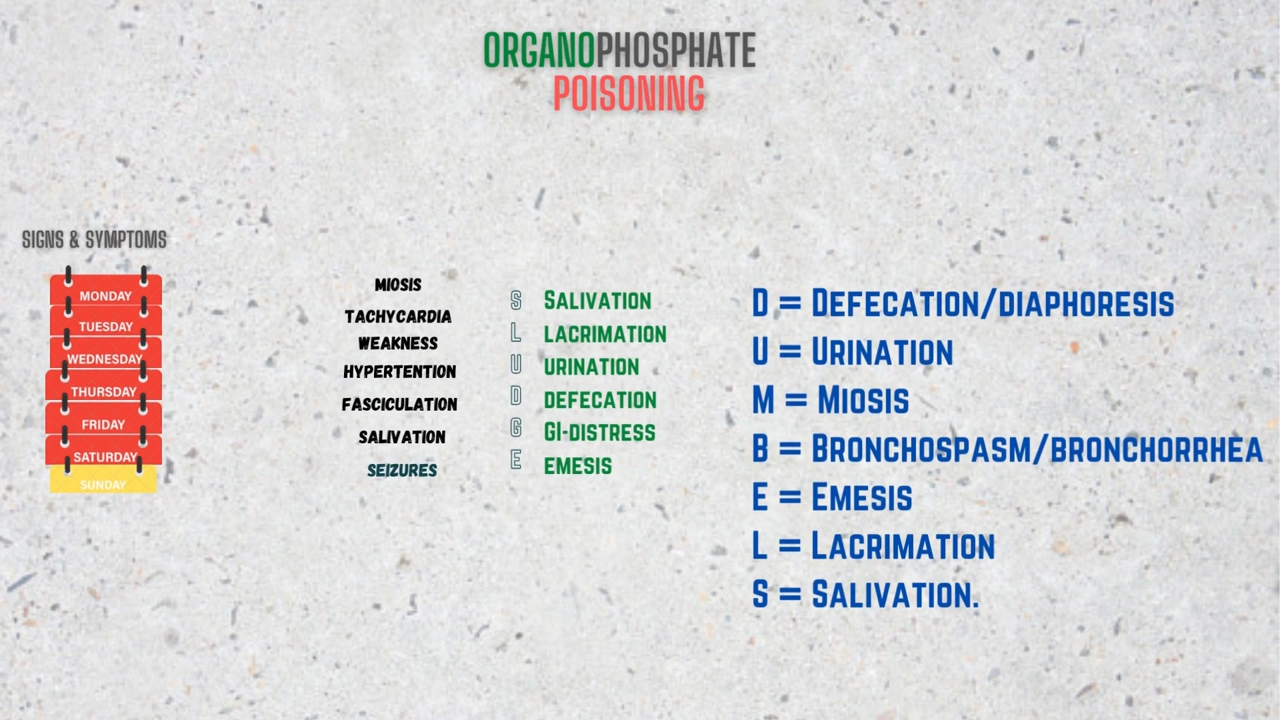 ORGANOPHOSPHATE
POISONING
SIGNS & SYMPTOMS
MONDAY
TUESDAY
WEDNESDAY
THURSDAY
FRIDAY
SATURDAY
SUNDAY
MIOSIS
TACHYCARDIA
WEAKNESS
HYPERTENTION
FASCICULATION
SALIVATION
SEIZURES
S SALIVATION
L LACRIMATION
U URINATION
D DEFECATION
G GI-DISTRESS
E EMESIS
D = DEFECATION/DIAPHORESIS
U = URINATION
M = MIOSIS
B = BRONCHOSPASM/BRONCHORRHEA
E = EMESIS
L = LACRIMATION
S = SALIVATION.